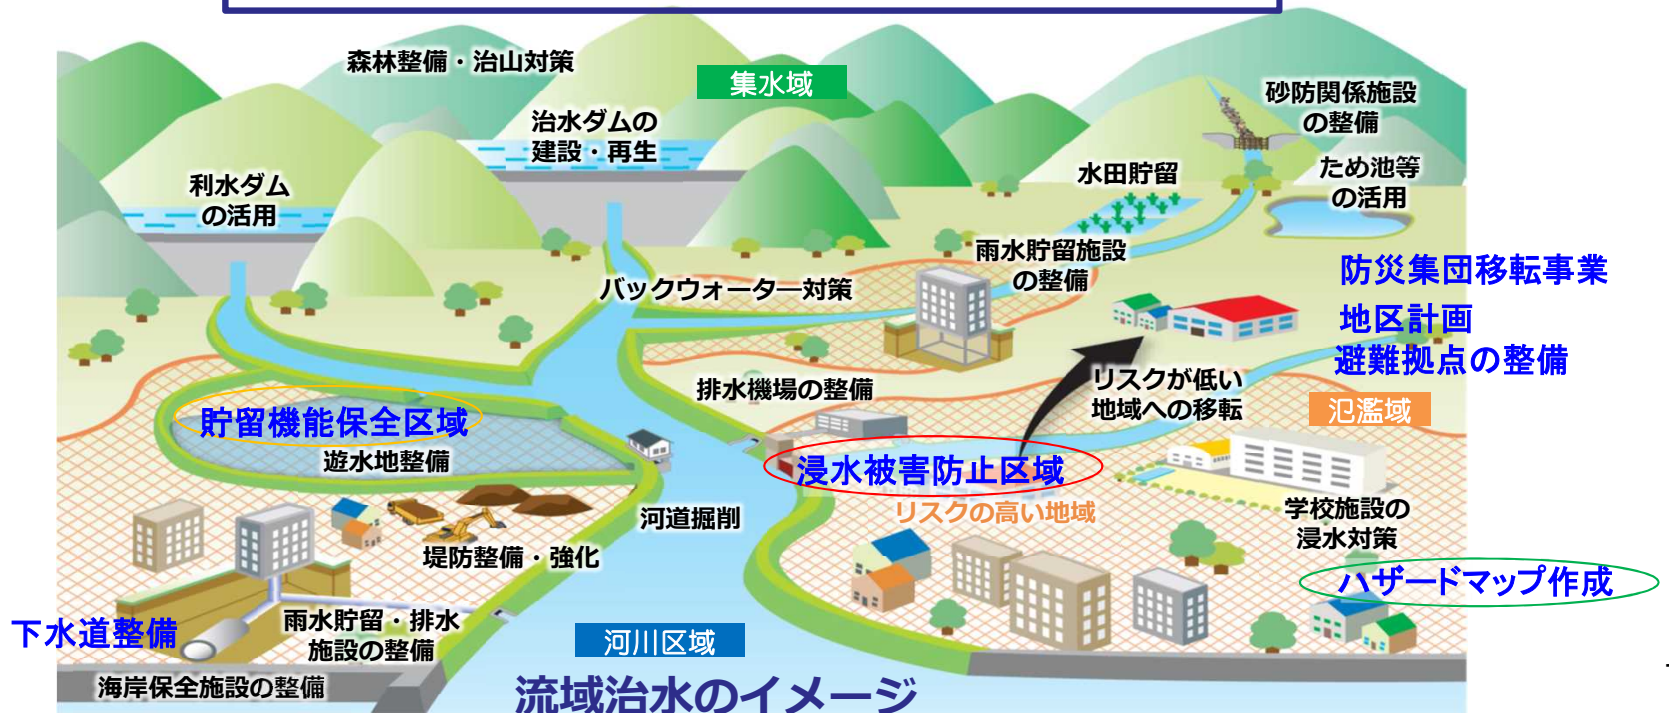 森林整備・治山対策
集水域
砂防関係施設
の整備
治水ダムの
建設・再生
利水ダム
の活用
水田貯留
ため池等
の活用
雨水貯留施設
の整備
バックウォーター対策
防災集団移転事業
地区計画
避難拠点の整備
排水機場の整備
リスクが低い
地域への移転
氾濫域
貯留機能保全区域
遊水地整備
浸水被害防止区域
リスクの高い地域
河道掘削
学校施設の
浸水対策
堤防整備・強化
ハザードマップ作成
下水道整備
雨水貯留・排水
施設の整備
河川区域
海岸保全施設の整備
流域治水のイメージ